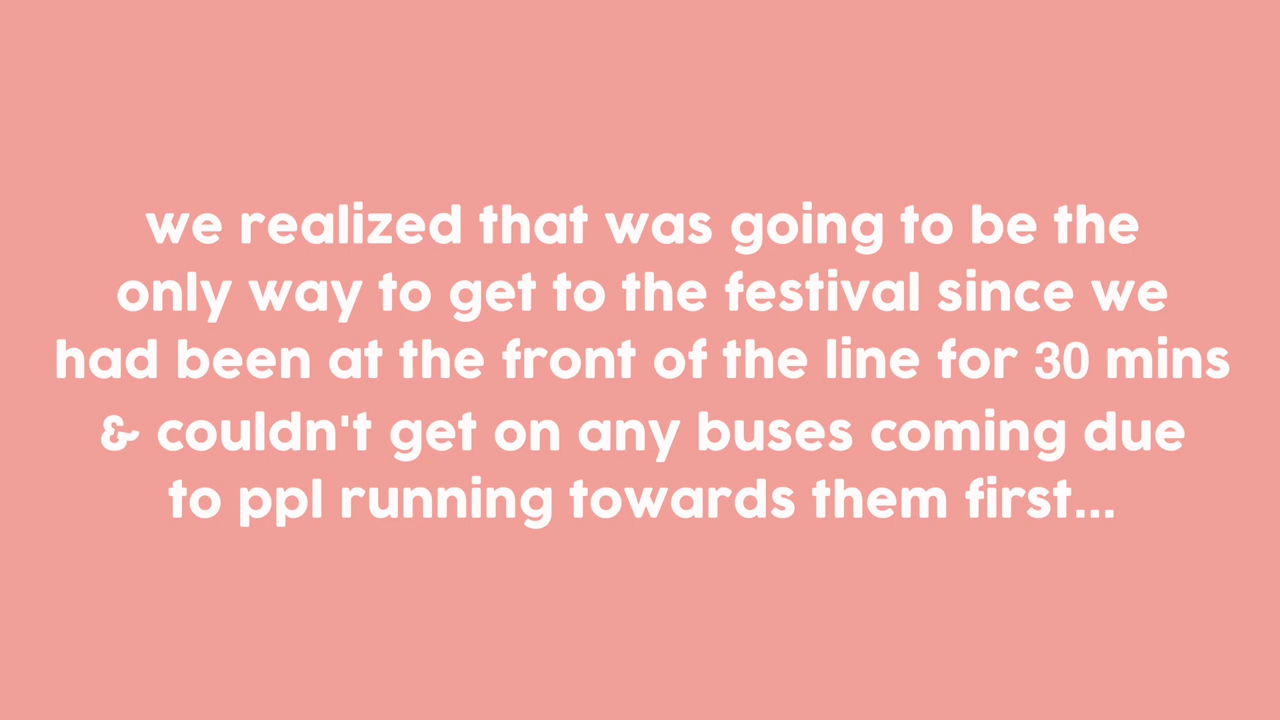 we realized that was going to be the
only way to get to the festival since we
had been at the front of the line for 30 mins
& couldn't get on any buses coming due
to ppl running towards them first...